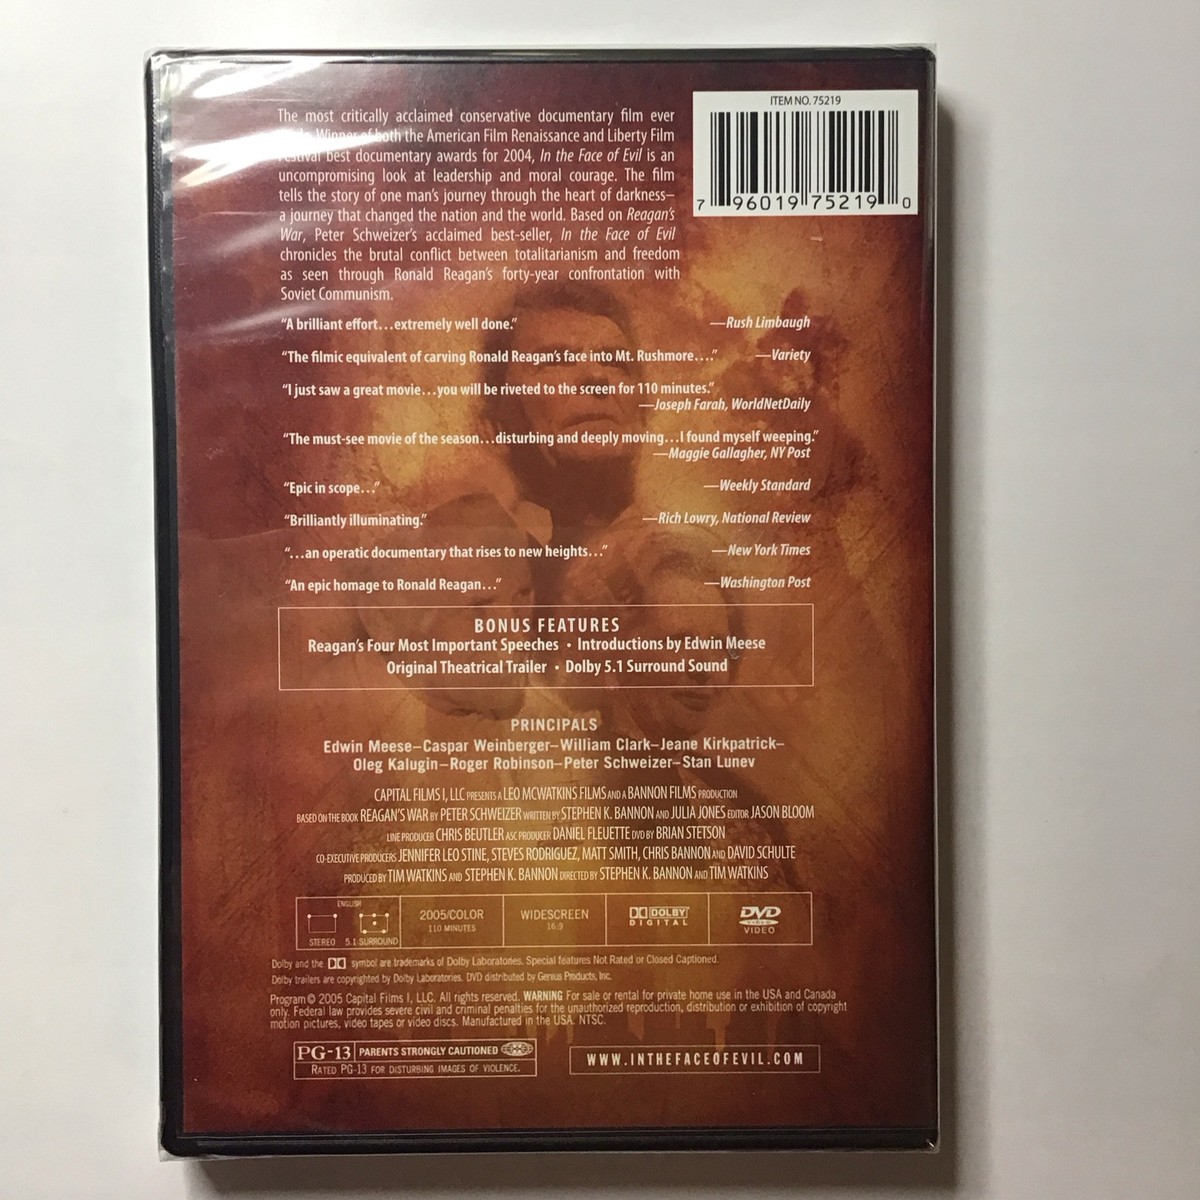 The most critically acclaimed conservative documentary film ever
Winner of both the American Film Renaissance and Liberty Film
Festival best documentary awards for 2004, In the Face of Evil is an
uncompromising look at leadership and moral courage. The film
tells the story of one man's journey through the heart of darkness—
a journey that changed the nation and the world. Based on Reagan's
War, Peter Schweizer's acclaimed best-seller, In the Face of Evil
chronicles the brutal conflict between totalitarianism and freedom
as seen through Ronald Reagan's forty-year confrontation with
Soviet Communism.
ITEM NO. 75219
7 96019 75219 0
"A brilliant effort…extremely well done." —Rush Limbaugh
"The filmic equivalent of carving Ronald Reagan's face into Mt. Rushmore…." —Variety
"I just saw a great movie…you will be riveted to the screen for 110 minutes."
—Joseph Farah, WorldNetDaily
"The must-see movie of the season…disturbing and deeply moving…I found myself weeping."
—Maggie Gallagher, NY Post
"Epic in scope…" —Weekly Standard
"Brilliantly illuminating." —Rich Lowry, National Review
"…an operatic documentary that rises to new heights…" —New York Times
"An epic homage to Ronald Reagan…" —Washington Post
BONUS FEATURES
Reagan's Four Most Important Speeches • Introductions by Edwin Meese
Original Theatrical Trailer • Dolby 5.1 Surround Sound
PRINCIPALS
Edwin Meese–Caspar Weinberger–William Clark–Jeane Kirkpatrick–
Oleg Kalugin–Roger Robinson–Peter Schweizer–Stan Lunev
CAPITAL FILMS I, LLC PRESENTS A LEO MCWATKINS FILMS AND A BANNON FILMS PRODUCTION
BASED ON THE BOOK REAGAN'S WAR BY PETER SCHWEIZER WRITTEN BY STEPHEN K. BANNON AND JULIA JONES EDITOR JASON BLOOM
LINE PRODUCER CHRIS BEUTLER ASC PRODUCER DANIEL FLEUETTE DVD BY BRIAN STETSON
CO-EXECUTIVE PRODUCERS JENNIFER LEO STINE, STEVES RODRIGUEZ, MATT SMITH, CHRIS BANNON AND DAVID SCHULTE
PRODUCED BY TIM WATKINS AND STEPHEN K. BANNON DIRECTED BY STEPHEN K. BANNON AND TIM WATKINS
ENGLISH
STEREO 5.1 SURROUND
2005/COLOR
110 MINUTES
WIDESCREEN
16:9
DOLBY
DIGITAL
DVD
VIDEO
VIDEO
Dolby and the symbol are trademarks of Dolby Laboratories. Special features Not Rated or Closed Captioned.
Dolby trailers are copyrighted by Dolby Laboratories. DVD distributed by Genius Products, Inc.
Program © 2005 Capital Films I, LLC. All rights reserved. WARNING For sale or rental for private home use in the USA and Canada
only. Federal law provides severe civil and criminal penalties for the unauthorized reproduction, distribution or exhibition of copyright
motion pictures, video tapes or video discs. Manufactured in the USA. NTSC.
PG-13 PARENTS STRONGLY CAUTIONED
RATED PG-13 FOR DISTURBING IMAGES OF VIOLENCE.
WWW.INTHEFACEOFEVIL.COM